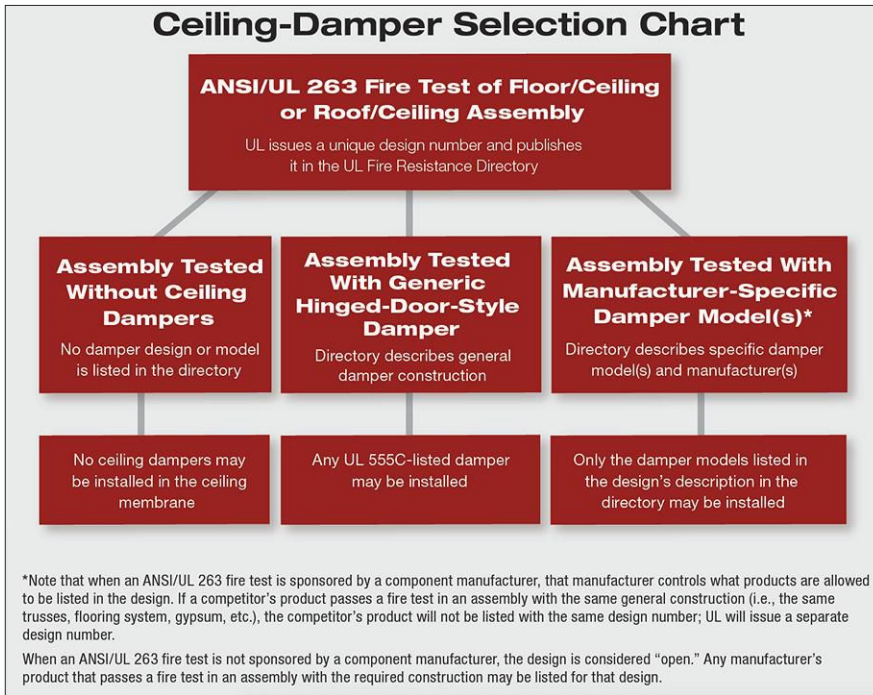 Ceiling-Damper Selection Chart
ANSI/UL 263 Fire Test of Floor/Ceiling
or Roof/Ceiling Assembly
UL issues a unique design number and publishes
it in the UL Fire Resistance Directory
Assembly Tested
Without Ceiling
Dampers
No damper design or model
is listed in the directory
Assembly Tested
With Generic
Hinged-Door-Style
Damper
Directory describes general
damper construction
Assembly Tested With
Manufacturer-Specific
Damper Model(s)*
Directory describes specific damper
model(s) and manufacturer(s)
No ceiling dampers may
be installed in the ceiling
membrane
Any UL 555C-listed damper
may be installed
Only the damper models listed in
the design's description in the
directory may be installed
*Note that when an ANSI/UL 263 fire test is sponsored by a component manufacturer, that manufacturer controls what products are allowed
to be listed in the design. If a competitor's product passes a fire test in an assembly with the same general construction (i.e., the same
trusses, flooring system, gypsum, etc.), the competitor's product will not be listed with the same design number; UL will issue a separate
design number.
When an ANSI/UL 263 fire test is not sponsored by a component manufacturer, the design is considered “open.” Any manufacturer's
product that passes a fire test in an assembly with the required construction may be listed for that design.